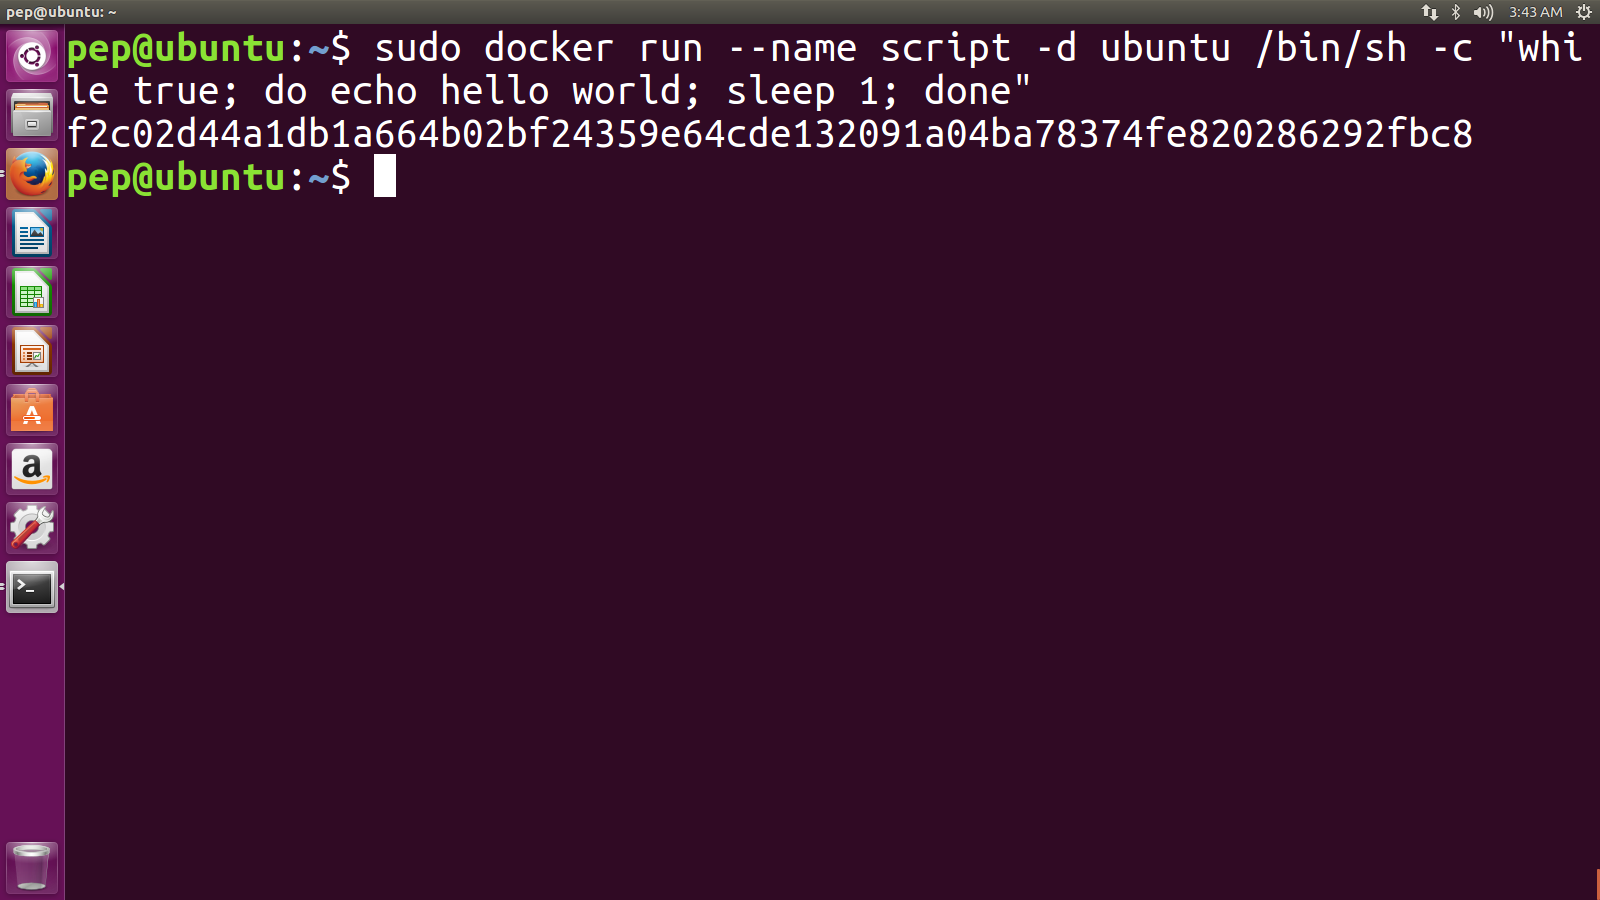 pep@ubuntu: ~
3:43 AM
pep@ubuntu:~$ sudo docker run --name script -d ubuntu /bin/sh -c "whi
le true; do echo hello world; sleep 1; done"
f2c02d44a1db1a664b02bf24359e64cde132091a04ba78374fe820286292fbc8
pep@ubuntu:~$